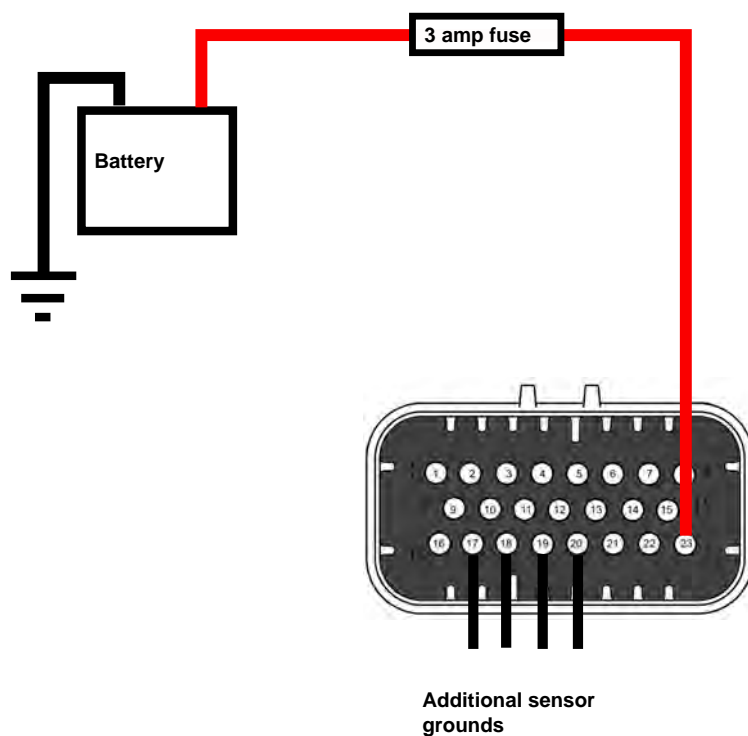 3 amp fuse
Battery
1 2 3 4 5 6 7
9 10 11 12 13 14 15
16 17 18 19 20 21 22 23
Additional sensor
grounds